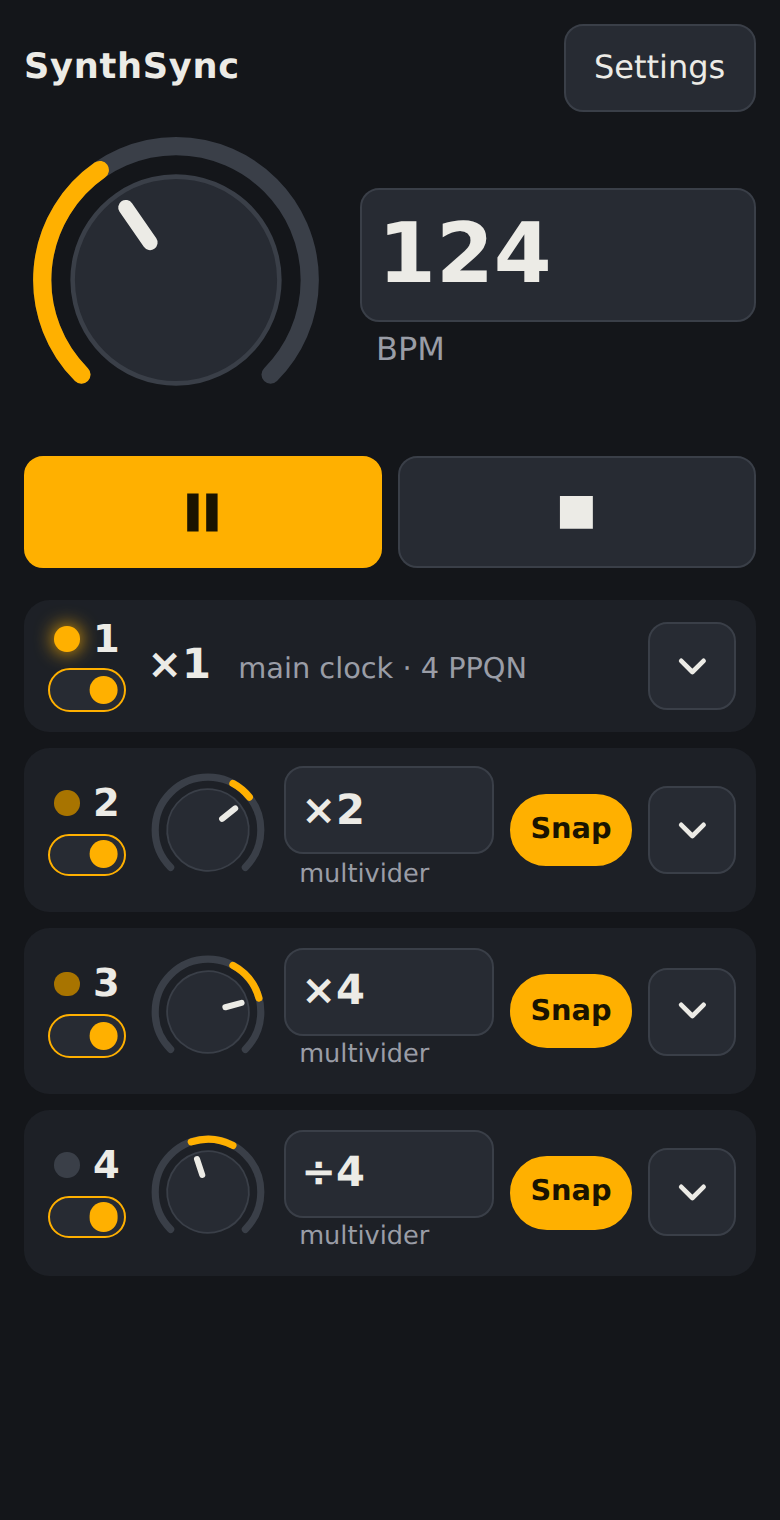 SynthSync
Settings
124
BPM
1
×1 main clock · 4 PPQN
2
×2
multivider
Snap
3
×4
multivider
Snap
4
÷4
multivider
Snap